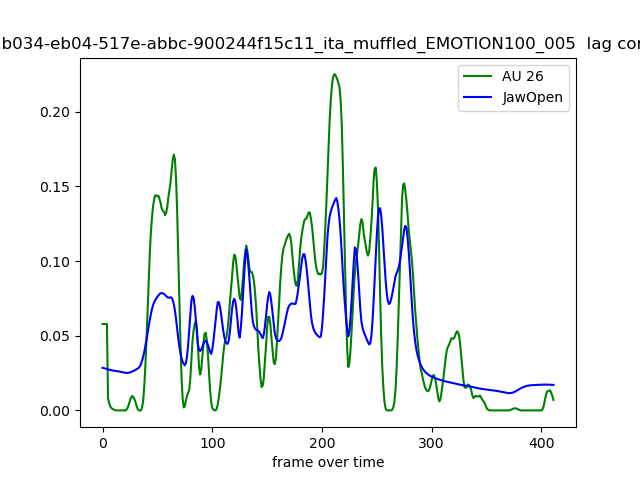 b034-eb04-517e-abbc-900244f15c11_ita_muffled_EMOTION100_005 lag cor
AU 26
JawOpen
0.20
0.15
0.10
0.05
0.00
0 100 200 300 400
frame over time